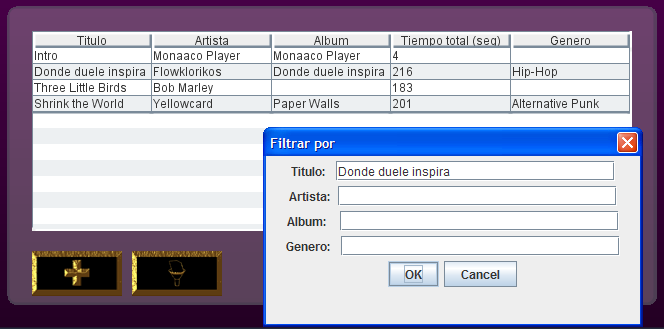 Titulo Artista Album Tiempo total (seg) Genero
Intro Monaaco Player Monaaco Player 4
Donde duele inspira Flowklorikos Donde duele inspira 216 Hip-Hop
Three Little Birds Bob Marley 183
Shrink the World Yellowcard Paper Walls 201 Alternative Punk
Filtrar por
Titulo: Donde duele inspira
Artista:
Album:
Genero:
OK Cancel